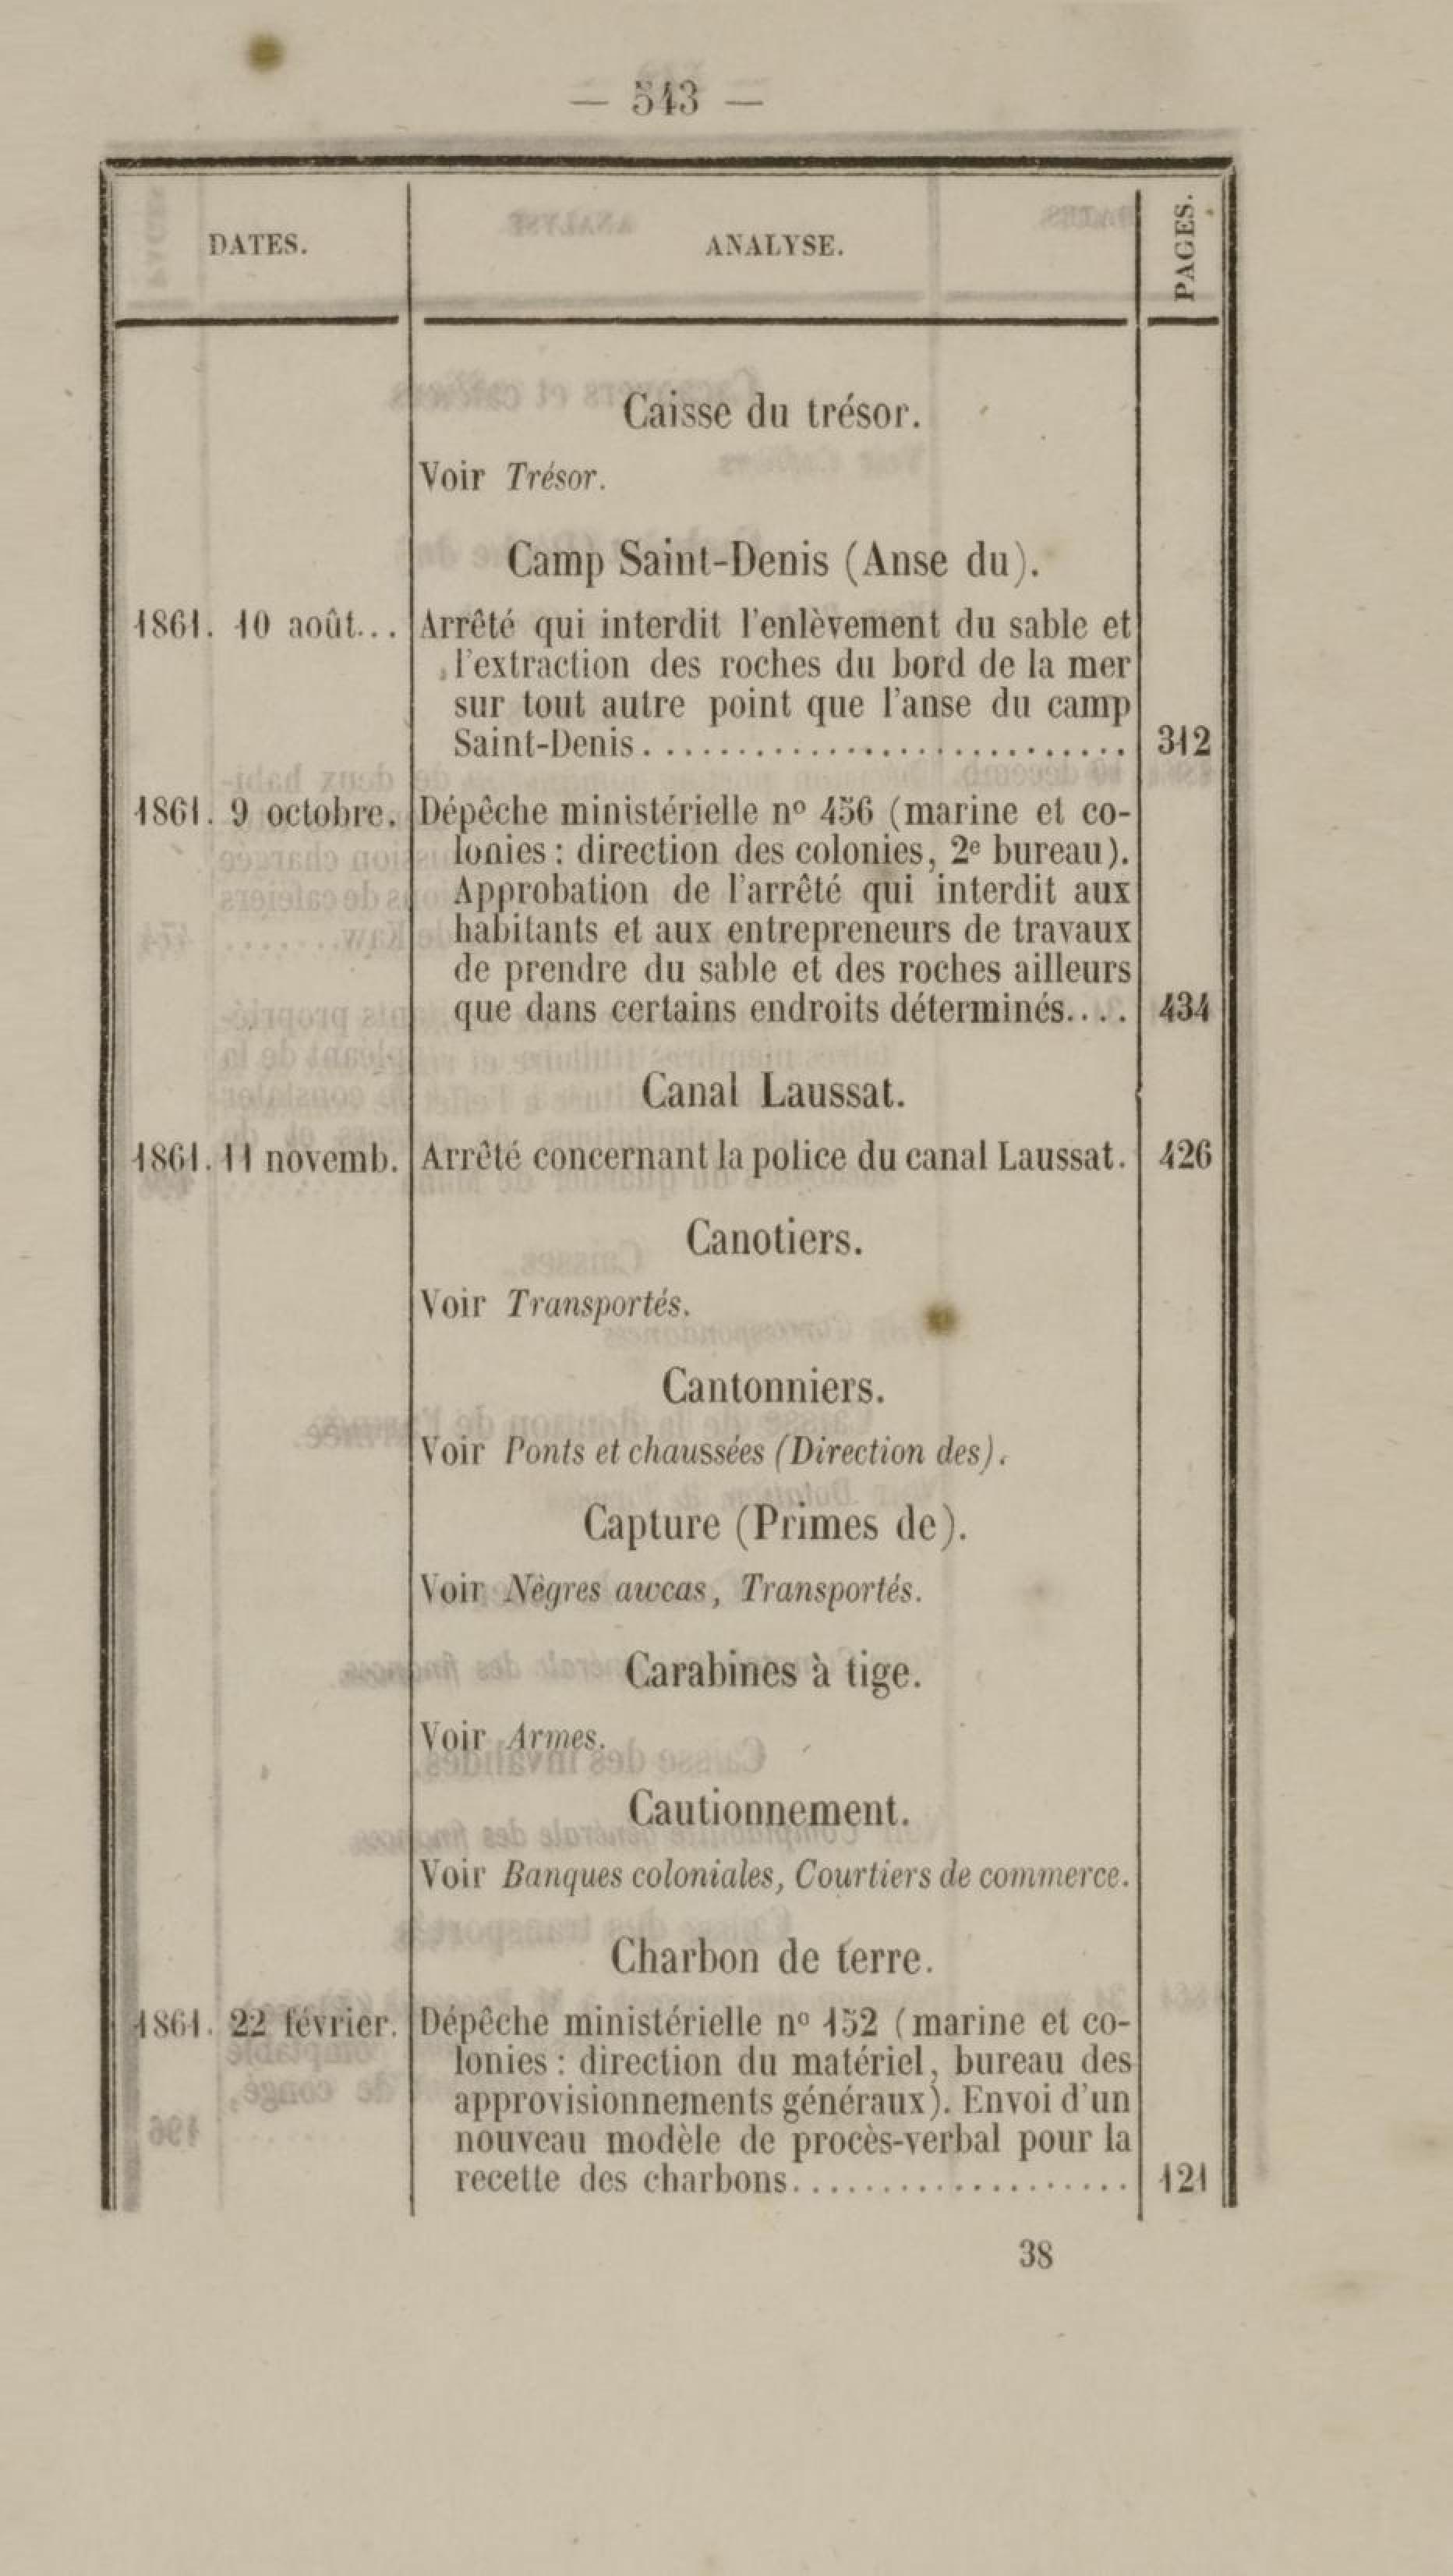 — 543 —
DATES.
ANALYSE.
PAGES.
Caisse du trésor.
Voir Trésor.
Camp Saint-Denis (Anse du).
1861. 10 août... Arrêté qui interdit l'enlèvement du sable et
l'extraction des roches du bord de la mer
sur tout autre point que l'anse du camp
Saint-Denis........................... 312
1861. 9 octobre. Dépêche ministérielle nº 456 (marine et co-
lonies : direction des colonies, 2e bureau).
Approbation de l'arrêté qui interdit aux
habitants et aux entrepreneurs de travaux
de prendre du sable et des roches ailleurs
que dans certains endroits déterminés.... 434
Canal Laussat.
1861. 11 novemb. Arrêté concernant la police du canal Laussat. 426
Canotiers.
Voir Transportés.
Cantonniers.
Voir Ponts et chaussées (Direction des).
Capture (Primes de).
Voir Nègres awcas, Transportés.
Carabines à tige.
Voir Armes.
Cautionnement.
Voir Banques coloniales, Courtiers de commerce.
Charbon de terre.
1861. 22 février. Dépêche ministérielle nº 152 (marine et co-
lonies : direction du matériel, bureau des
approvisionnements généraux). Envoi d'un
nouveau modèle de procès-verbal pour la
recette des charbons................... 121
38